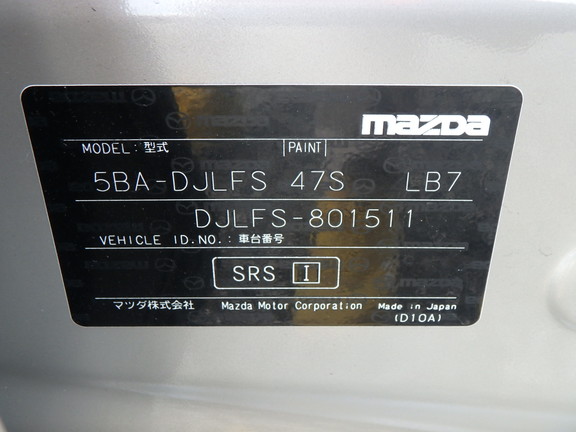 mazda
MODEL:型式 PAINT
5BA-DJLFS 47S LB7
DJLFS-801511
VEHICLE ID.NO.:車台番号
SRS I
マツダ株式会社 Mazda Motor Corporation Made in Japan
(D10A)